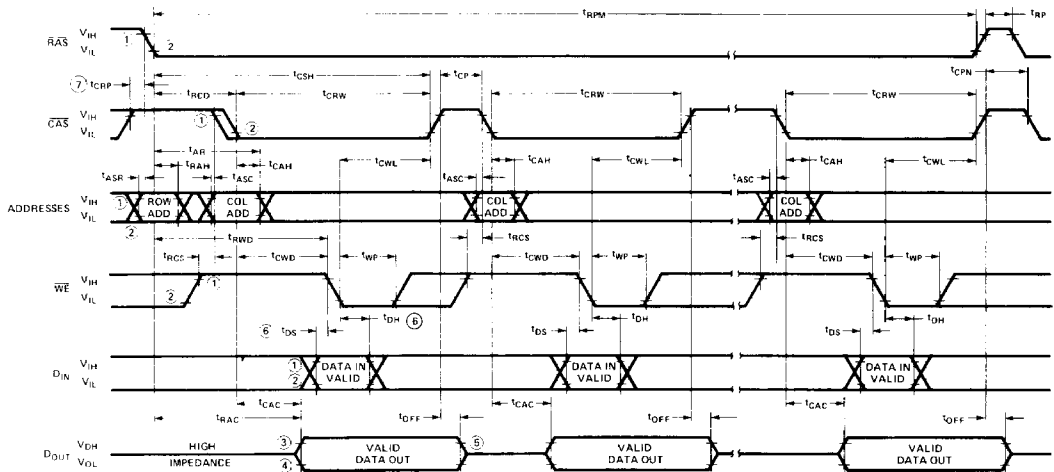 tRPM tRP
RAS VIH VIL 1 2
7 tCRP tRCD tCSH tCP tCPN
tCRW tCRW tCRW
CAS VIH VIL 1 2
tAR
tRAH tCAH tCWL tCAH tCWL tCAH tCWL
tASR tASC tASC tASC
ADDRESSES VIH VIL 1 2 ROW ADD COL ADD COL ADD COL ADD
tRWD tRCS tRCS
tRCS tCWD tWP tCWD tWP tCWD tWP
WE VIH VIL 2 1
6 tDS tDH 6 tDS tDH tDS tDH
DIN VIH VIL 1 2 DATA IN VALID DATA IN VALID DATA IN VALID
tCAC tCAC tCAC
tRAC tOFF tOFF tOFF
DOUT VOH VOL HIGH IMPEDANCE 3 4 VALID DATA OUT 5 VALID DATA OUT VALID DATA OUT